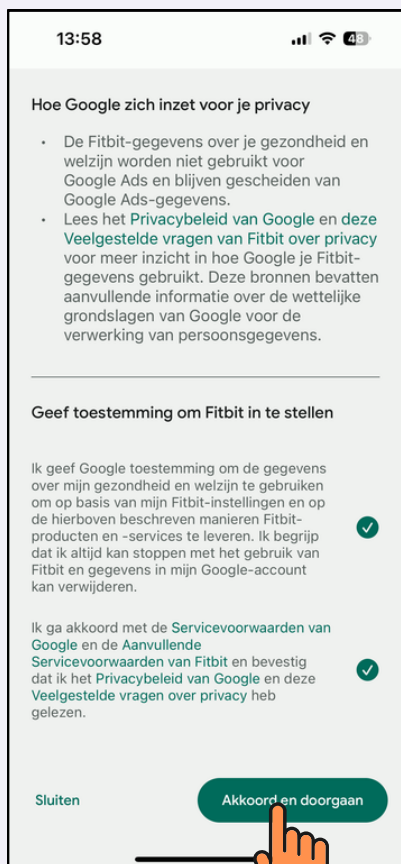 13:58
48
Hoe Google zich inzet voor je privacy
• De Fitbit-gegevens over je gezondheid en
welzijn worden niet gebruikt voor
Google Ads en blijven gescheiden van
Google Ads-gegevens.
• Lees het Privacybeleid van Google en deze
Veelgestelde vragen van Fitbit over privacy
voor meer inzicht in hoe Google je Fitbit-
gegevens gebruikt. Deze bronnen bevatten
aanvullende informatie over de wettelijke
grondslagen van Google voor de
verwerking van persoonsgegevens.
Geef toestemming om Fitbit in te stellen
Ik geef Google toestemming om de gegevens
over mijn gezondheid en welzijn te gebruiken
om op basis van mijn Fitbit-instellingen en op
de hierboven beschreven manieren Fitbit-
producten en -services te leveren. Ik begrijp
dat ik altijd kan stoppen met het gebruik van
Fitbit en gegevens in mijn Google-account
kan verwijderen.
Ik ga akkoord met de Servicevoorwaarden van
Google en de Aanvullende
Servicevoorwaarden van Fitbit en bevestig
dat ik het Privacybeleid van Google en deze
Veelgestelde vragen over privacy heb
gelezen.
Sluiten
Akkoord en doorgaan